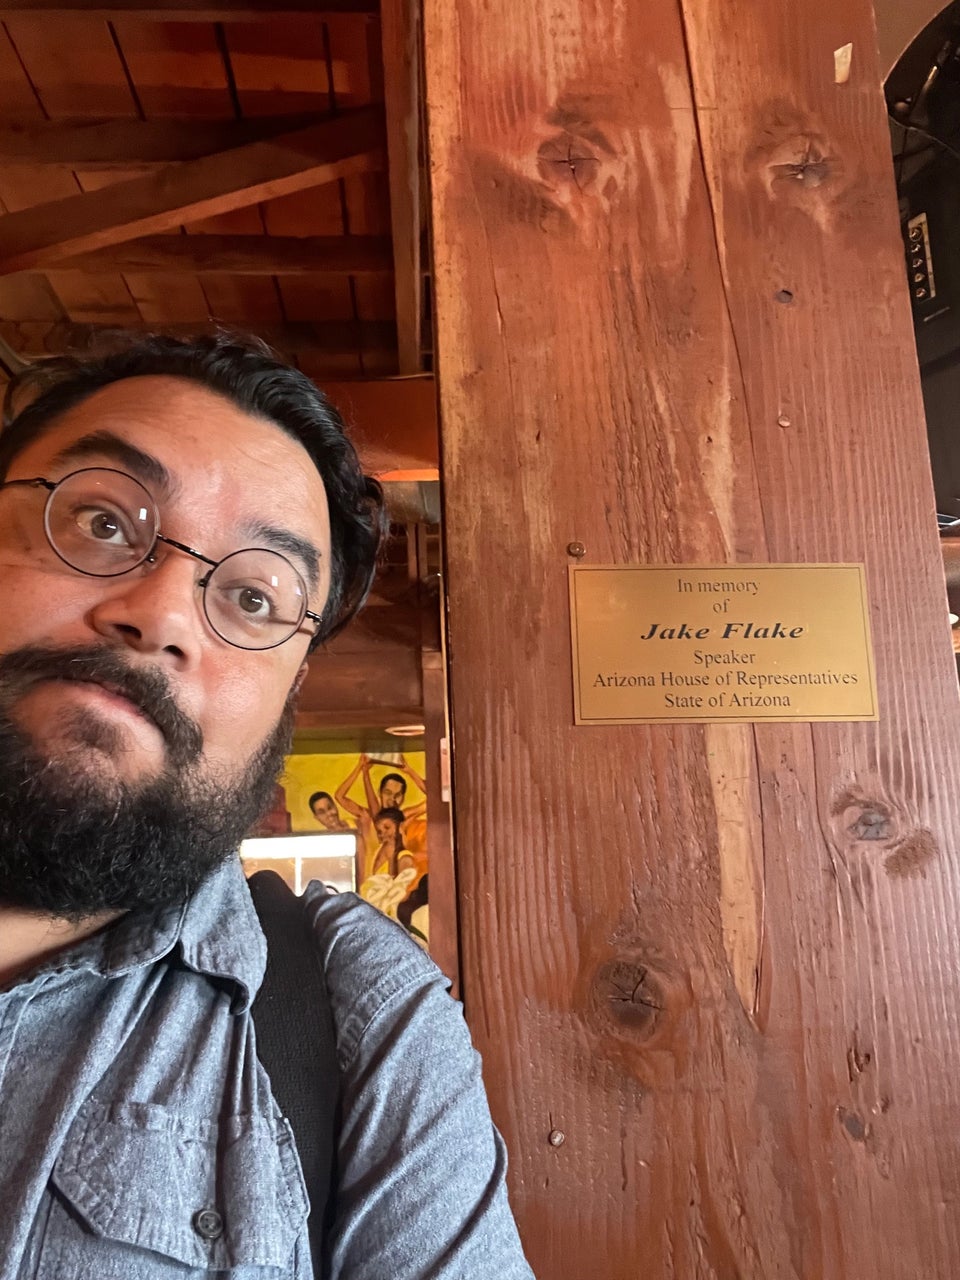 In memory
of
Jake Flake
Speaker
Arizona House of Representatives
State of Arizona